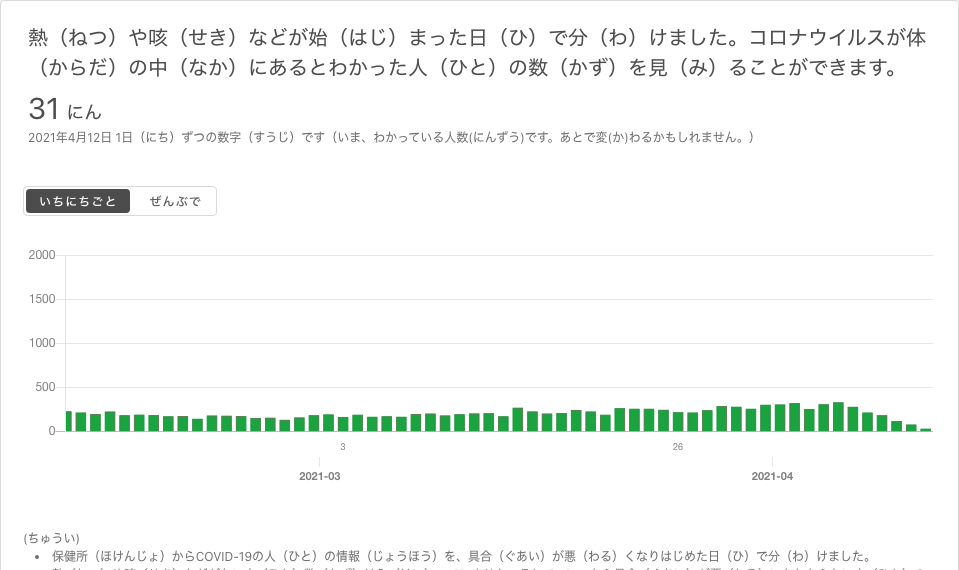 熱（ねつ）や咳（せき）などが始（はじ）まった日（ひ）で分（わ）けました。コロナウイルスが体
（からだ）の中（なか）にあるとわかった人（ひと）の数（かず）を見（み）ることができます。
31 にん
2021年4月12日 1日（にち）ずつの数字（すうじ）です（いま、わかっている人数(にんずう)です。あとで変(か)わるかもしれません。）
いちにちごと ぜんぶで
2000
1500
1000
500
0
3 26
2021-03 2021-04
(ちゅうい)
• 保健所（ほけんじょ）からCOVID-19の人（ひと）の情報（じょうほう）を、具合（ぐあい）が悪（わる）くなりはじめた日（ひ）で分（わ）けました。